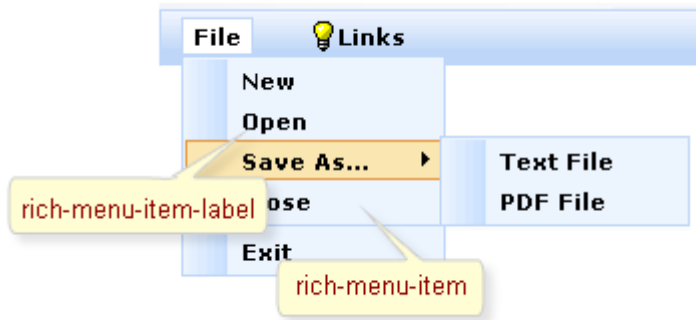 File Links
New
Open
Save As...
Text File
PDF File
rich-menu-item-label
ose
Exit
rich-menu-item